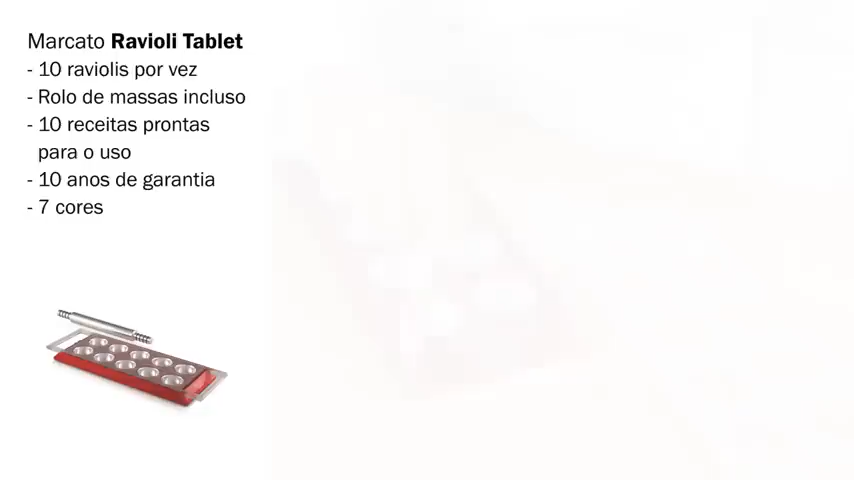 Marcato Ravioli Tablet
- 10 raviolis por vez
- Rolo de massas incluso
- 10 receitas prontas
para o uso
- 10 anos de garantia
- 7 cores